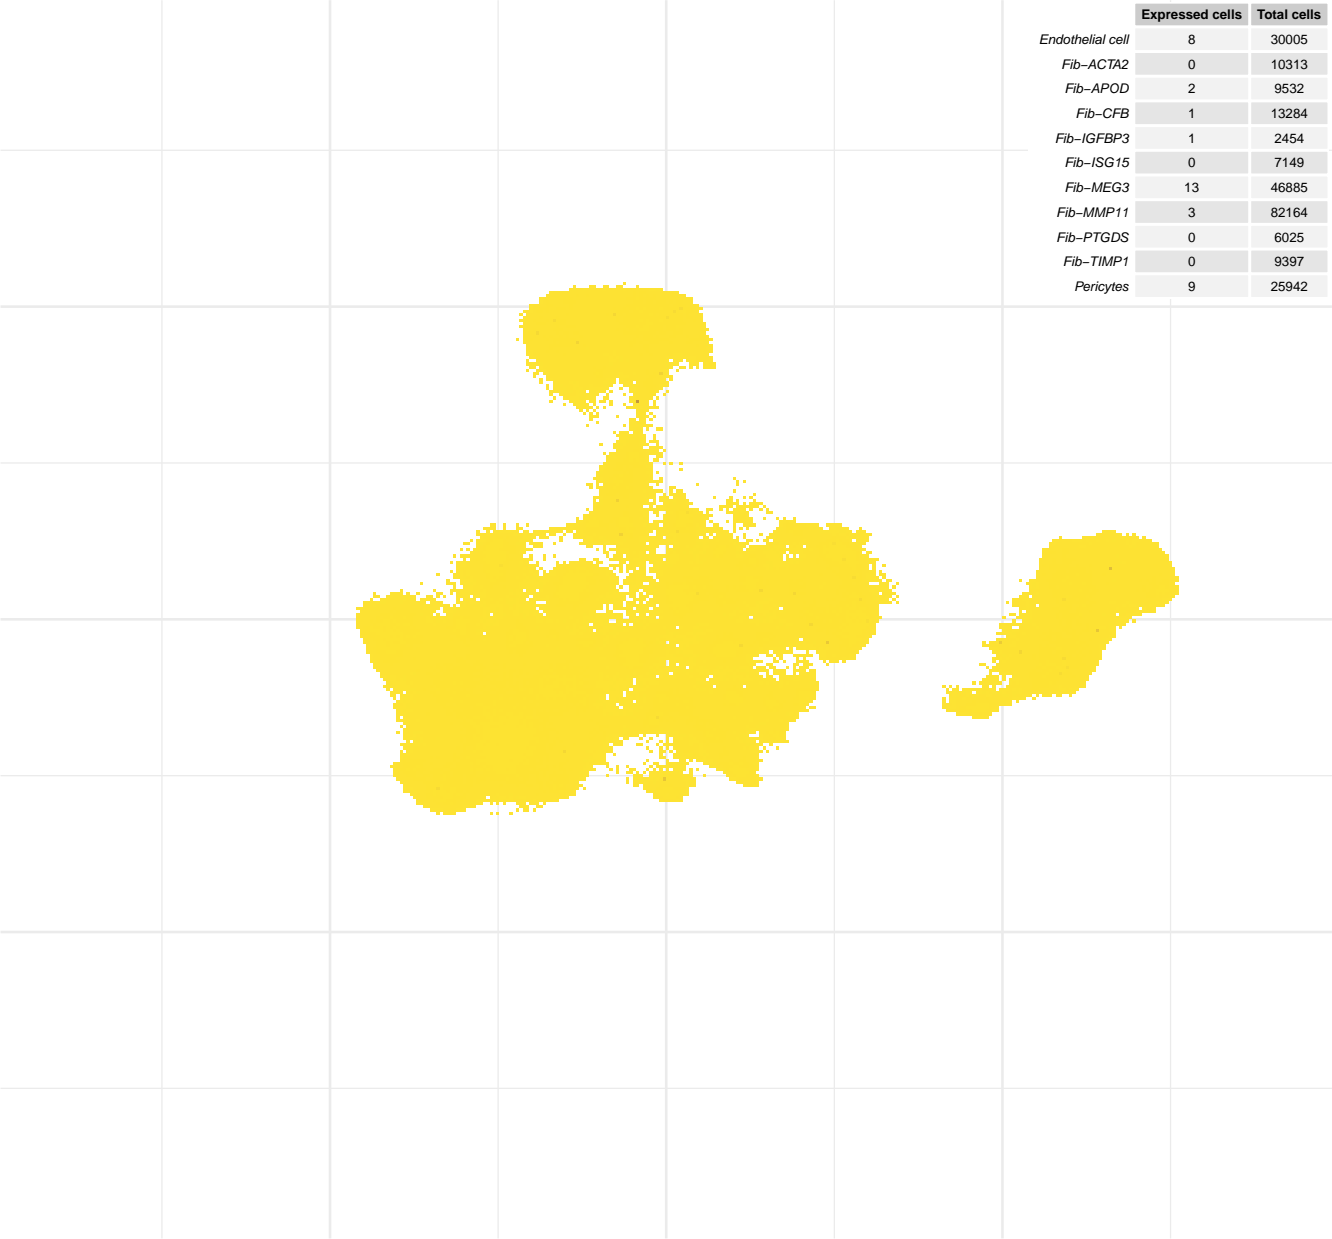 Expressed cells Total cells
Endothelial cell 8 30005
Fib−ACTA2 0 10313
Fib−APOD 2 9532
Fib−CFB 1 13284
Fib−IGFBP3 1 2454
Fib−ISG15 0 7149
Fib−MEG3 13 46885
Fib−MMP11 3 82164
Fib−PTGDS 0 6025
Fib−TIMP1 0 9397
Pericytes 9 25942